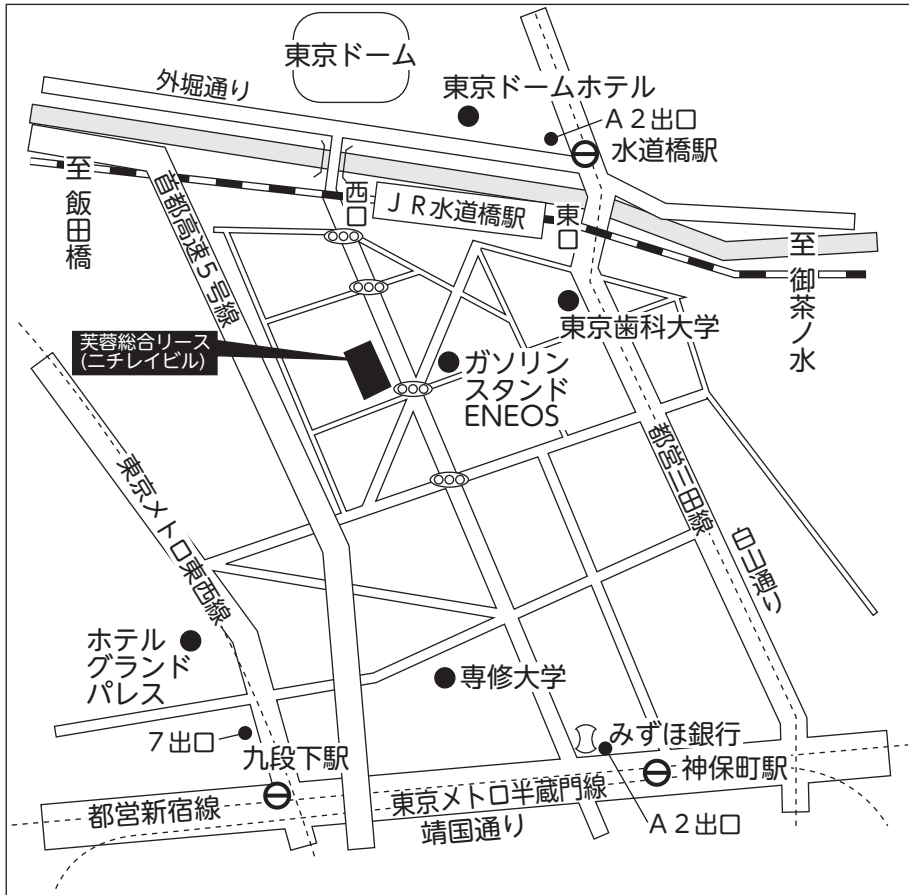 東京ドーム
外堀通り
東京ドームホテル
A2出口
水道橋駅
至飯田橋
首都高速5号線
西口
JR水道橋駅
東口
至御茶ノ水
芙蓉総合リース
(ニチレイビル)
東京歯科大学
ガソリン
スタンド
ENEOS
東京メトロ東西線
都営三田線
白山通り
ホテル
グランド
パレス
専修大学
7出口
九段下駅
みずほ銀行
神保町駅
都営新宿線
東京メトロ半蔵門線
靖国通り
A2出口